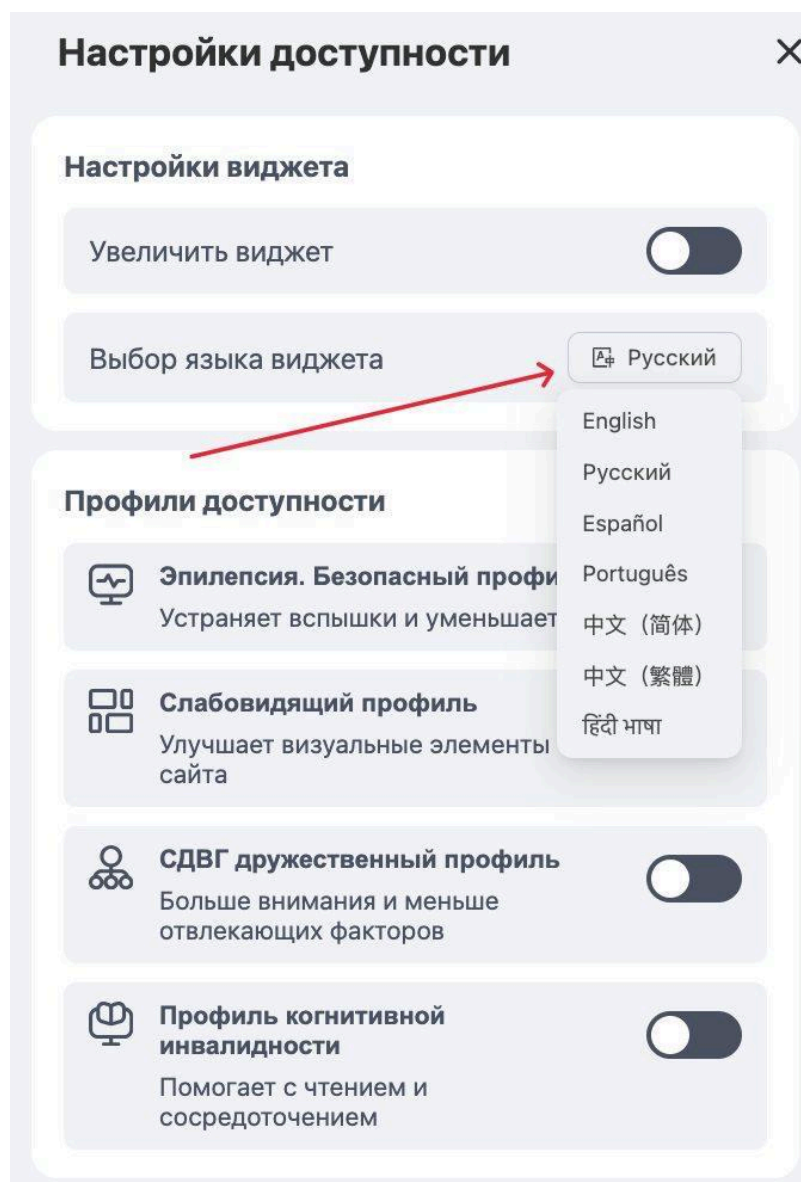 Настройки доступности
Настройки виджета
Увеличить виджет
Выбор языка виджета
Русский
English
Русский
Español
Português
中文（简体）
中文（繁體）
हिंदी भाषा
Профили доступности
Эпилепсия. Безопасный профи
Устраняет вспышки и уменьшает
Слабовидящий профиль
Улучшает визуальные элементы
сайта
СДВГ дружественный профиль
Больше внимания и меньше
отвлекающих факторов
Профиль когнитивной
инвалидности
Помогает с чтением и
сосредоточением